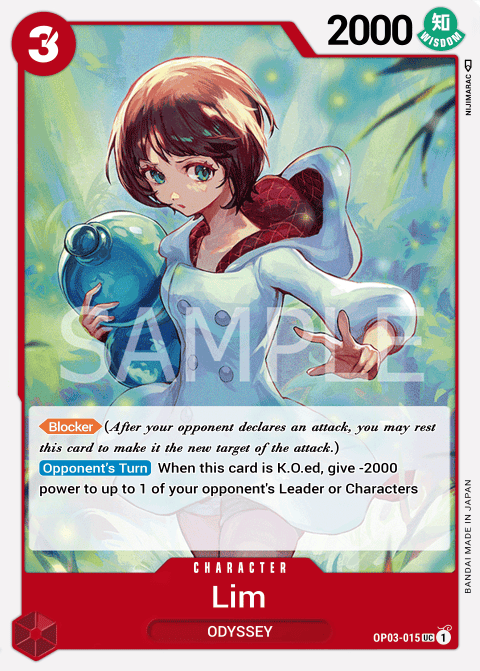 3
2000
知
WISDOM
NIJIMARAC
SAMPLE
Blocker (After your opponent declares an attack, you may rest
this card to make it the new target of the attack.)
Opponent's Turn When this card is K.O.ed, give -2000
power to up to 1 of your opponent's Leader or Characters
BANDAI MADE IN JAPAN
CHARACTER
Lim
ODYSSEY
OP03-015 UC 1